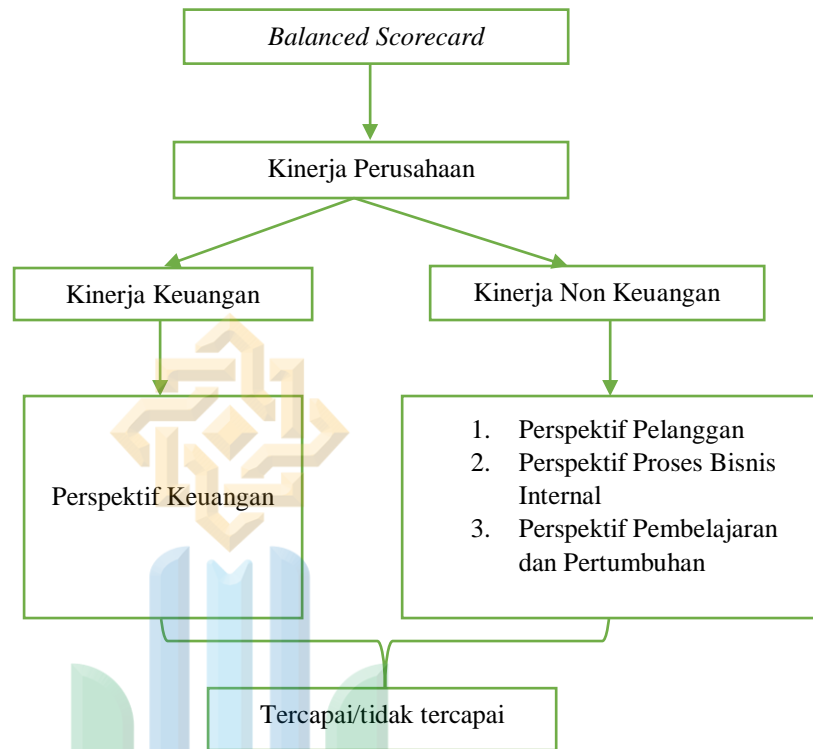 Balanced Scorecard
Kinerja Perusahaan
Kinerja Keuangan
Kinerja Non Keuangan
Perspektif Keuangan
1. Perspektif Pelanggan
2. Perspektif Proses Bisnis
Internal
3. Perspektif Pembelajaran
dan Pertumbuhan
Tercapai/tidak tercapai